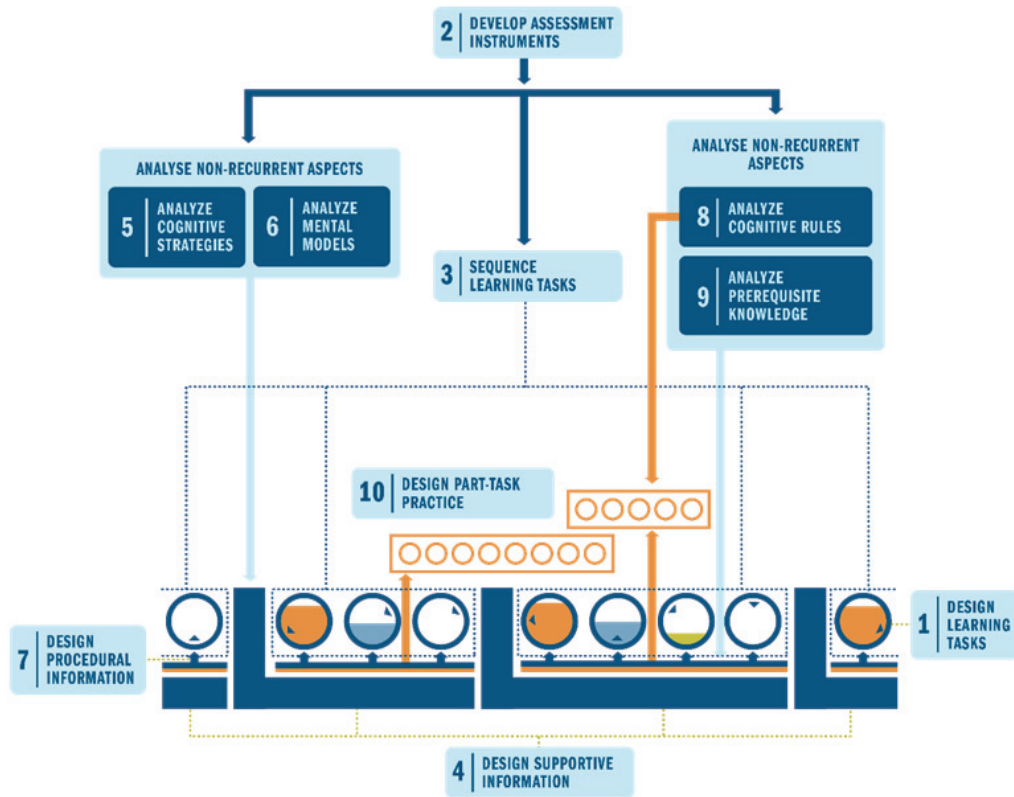 2 DEVELOP ASSESSMENT
INSTRUMENTS
ANALYSE NON-RECURRENT ASPECTS
5 ANALYZE
COGNITIVE
STRATEGIES
6 ANALYZE
MENTAL
MODELS
3 SEQUENCE
LEARNING TASKS
ANALYSE NON-RECURRENT
ASPECTS
8 ANALYZE
COGNITIVE RULES
9 ANALYZE
PREREQUISITE
KNOWLEDGE
10 DESIGN PART-TASK
PRACTICE
7 DESIGN
PROCEDURAL
INFORMATION
1 DESIGN
LEARNING
TASKS
4 DESIGN SUPPORTIVE
INFORMATION